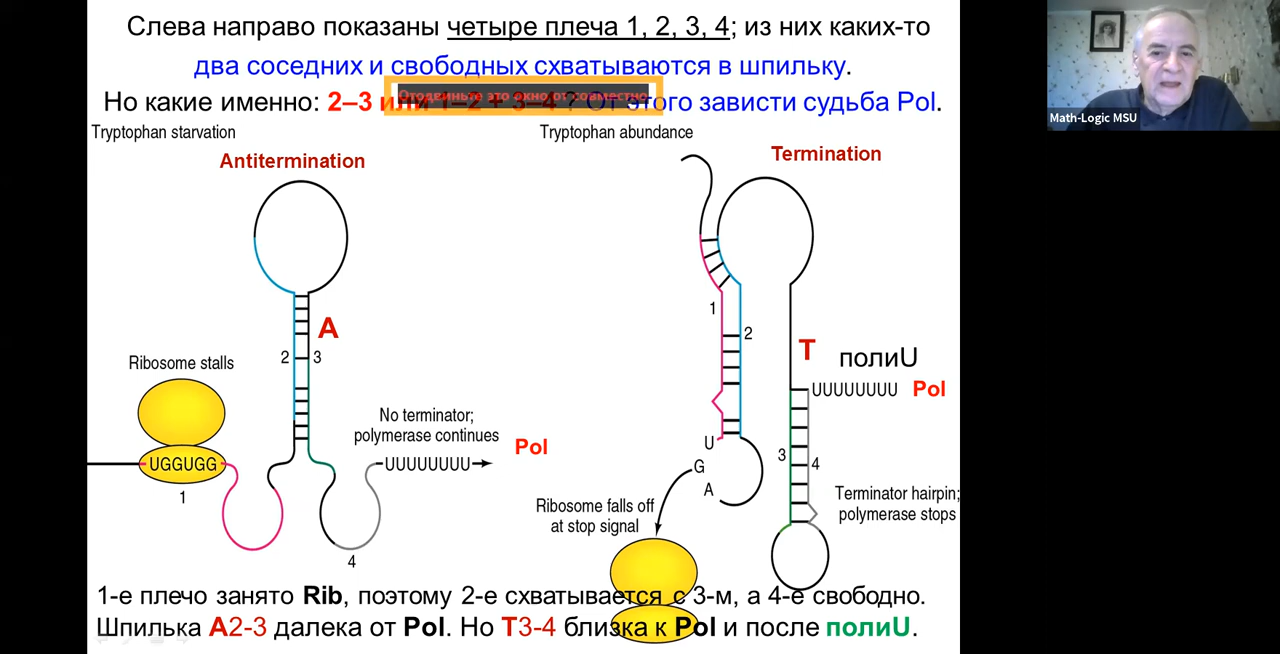 Слева направо показаны четыре плеча 1, 2, 3, 4; из них каких-то
два соседних и свободных схватываются в шпильку.
Но какие именно: 2–3 или 1–2 + 3–4 ? От этого зависти судьба Pol.
Отодвиньте это окно от совместно
Math-Logic MSU
Tryptophan starvation
Antitermination
2
3
A
Ribosome stalls
UGGUGG
1
No terminator;
polymerase continues
UUUUUUUU
Pol
4
Tryptophan abundance
Termination
1
2
T
полиU
UUUUUUUU
Pol
3
4
U
G
A
Ribosome falls off
at stop signal
Terminator hairpin;
polymerase stops
1-е плечо занято Rib, поэтому 2-е схватывается с 3-м, а 4-е свободно.
Шпилька A2-3 далека от Pol. Но T3-4 близка к Pol и после полиU.